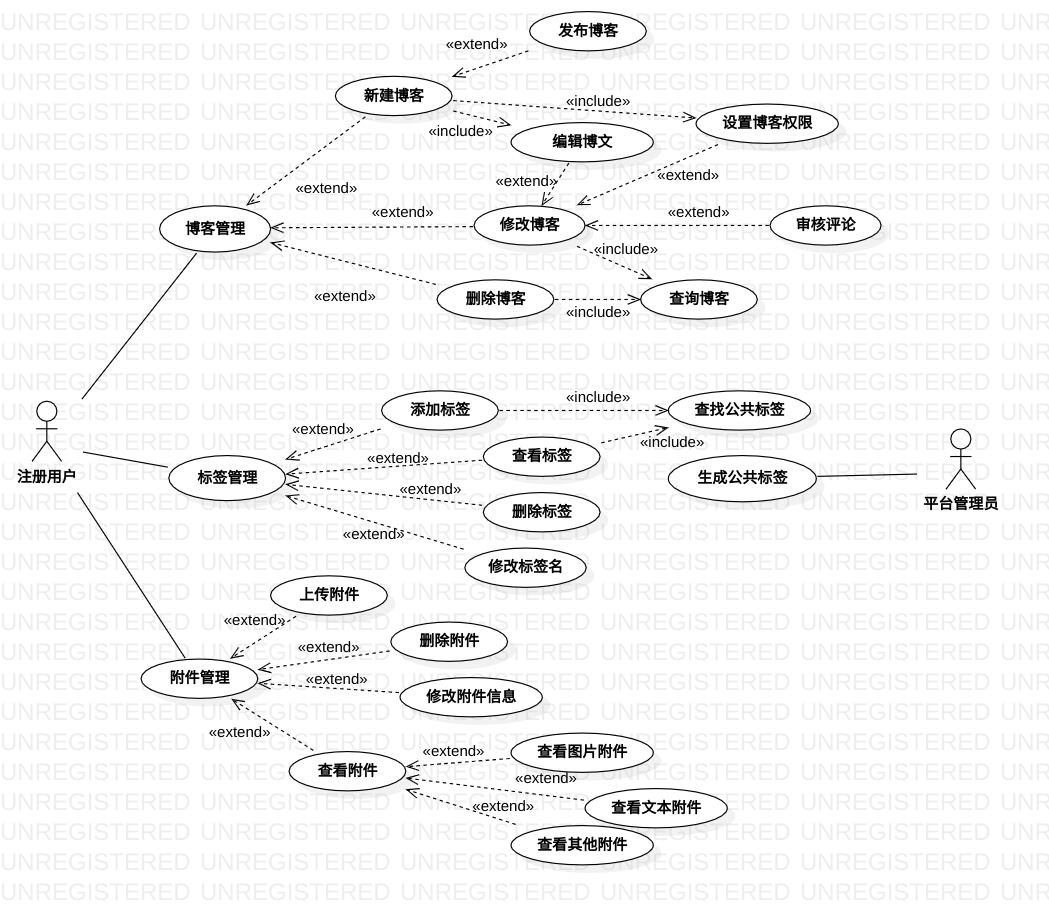 发布博客
«extend»
新建博客
«include»
设置博客权限
«include»
编辑博文
«extend»
«extend»
«extend»
博客管理
«extend»
修改博客
«extend»
审核评论
«include»
«extend»
删除博客
«include»
查询博客
注册用户
添加标签
«include»
查找公共标签
«extend»
查看标签
«include»
«extend»
标签管理
生成公共标签
平台管理员
«extend»
删除标签
«extend»
修改标签名
上传附件
«extend»
删除附件
«extend»
附件管理
«extend»
修改附件信息
«extend»
查看附件
«extend»
查看图片附件
«extend»
查看文本附件
«extend»
查看其他附件
UNREGISTERED UNREGISTERED UNREGISTERED UNREGISTERED UNREGISTERED UNR